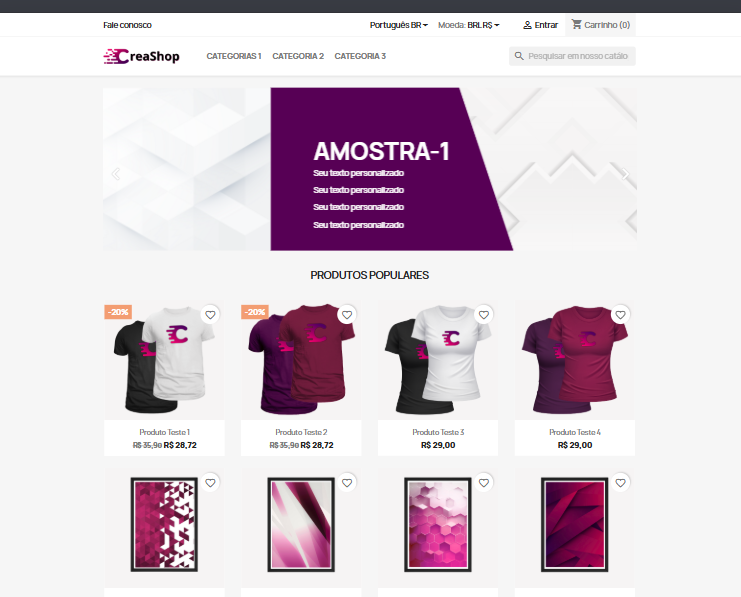 Fale conosco
Português BR
Moeda: BRL R$
Entrar
Carrinho (0)
CreaShop
CATEGORIAS 1
CATEGORIA 2
CATEGORIA 3
Pesquisar em nosso catálo
AMOSTRA-1
Seu texto personalizado
Seu texto personalizado
Seu texto personalizado
Seu texto personalizado
PRODUTOS POPULARES
-20%
-20%
C
C
C
C
Produto Teste 1
R$ 35,90 R$ 28,72
Produto Teste 2
R$ 35,90 R$ 28,72
Produto Teste 3
R$ 29,00
Produto Teste 4
R$ 29,00